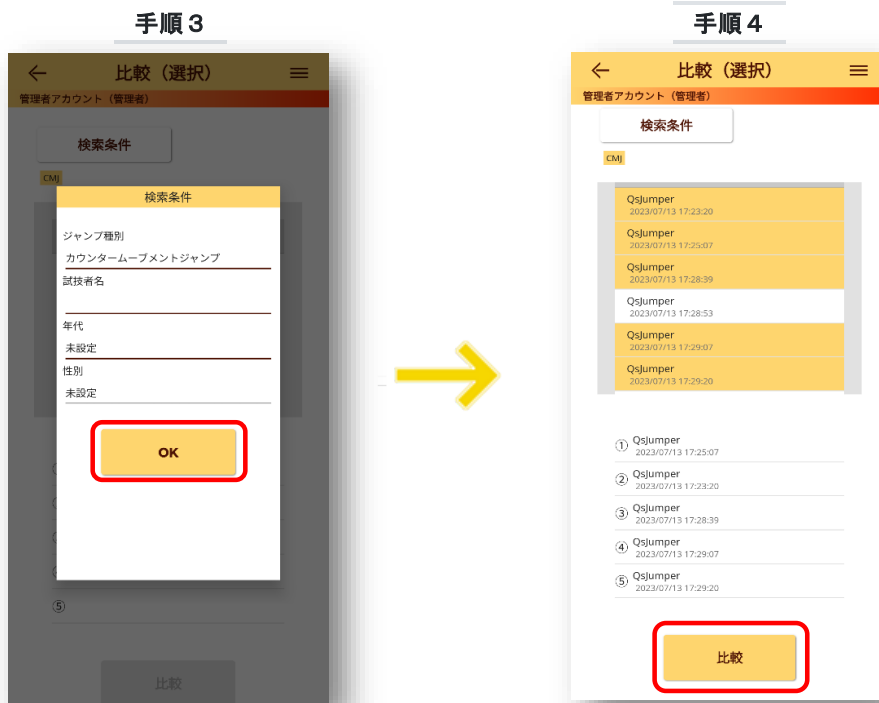 手順３
比較（選択）
管理者アカウント（管理者）
検索条件
CMJ
検索条件
ジャンプ種別
カウンタームーブメントジャンプ
試技者名
年代
未設定
性別
未設定
OK
⑤
比較
手順４
比較（選択）
管理者アカウント（管理者）
検索条件
CMJ
QsJumper
2023/07/13 17:23:20
QsJumper
2023/07/13 17:25:07
QsJumper
2023/07/13 17:28:39
QsJumper
2023/07/13 17:28:53
QsJumper
2023/07/13 17:29:07
QsJumper
2023/07/13 17:29:20
① QsJumper
2023/07/13 17:25:07
② QsJumper
2023/07/13 17:23:20
③ QsJumper
2023/07/13 17:28:39
④ QsJumper
2023/07/13 17:29:07
⑤ QsJumper
2023/07/13 17:29:20
比較